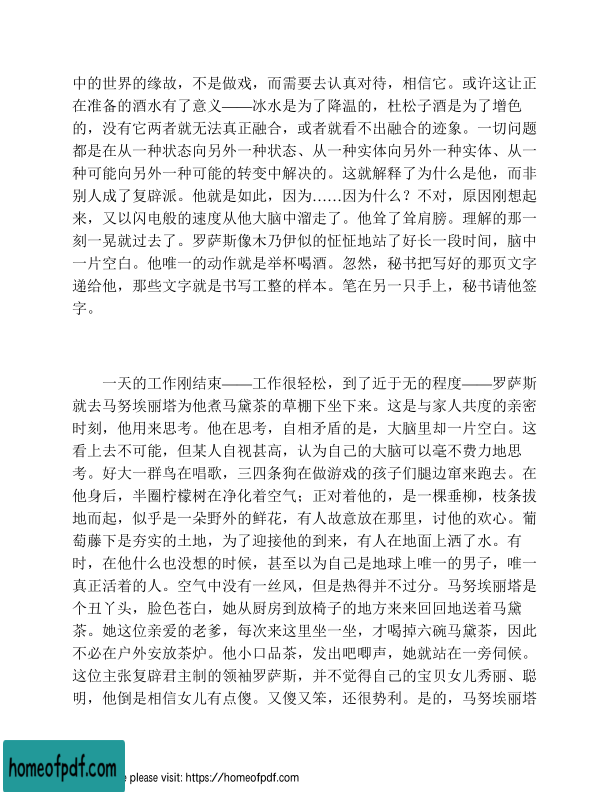 中的世界的缘故，不是做戏，而需要去认真对待，相信它。或许这让正
在准备的酒水有了意义——冰水是为了降温的，杜松子酒是为了增色
的，没有它两者就无法真正融合，或者就看不出融合的迹象。一切问题
都是在从一种状态向另外一种状态、从一种实体向另外一种实体、从一
种可能向另外一种可能的转变中解决的。这就解释了为什么是他，而非
别人成了复辟派。他就是如此，因为……因为什么？不对，原因刚想起
来，又以闪电般的速度从他大脑中溜走了。他耸了耸肩膀。理解的那一
刻一晃就过去了。罗萨斯像木乃伊似的怔怔地站了好长一段时间，脑中
一片空白。他唯一的动作就是举杯喝酒。忽然，秘书把写好的那页文字
递给他，那些文字就是书写工整的样本。笔在另一只手上，秘书请他签
字。
一天的工作刚结束——工作很轻松，到了近于无的程度——罗萨斯
就去马努埃丽塔为他煮马黛茶的草棚下坐下来。这是与家人共度的亲密
时刻，他用来思考。他在思考，自相矛盾的是，大脑里却一片空白。这
看上去不可能，但某人自视甚高，认为自己的大脑可以毫不费力地思
考。好大一群鸟在唱歌，三四条狗在做游戏的孩子们腿边窜来跑去。在
他身后，半圈柠檬树在净化着空气；正对着他的，是一棵垂柳，枝条拔
地而起，似乎是一朵野外的鲜花，有人故意放在那里，讨他的欢心。葡
萄藤下是夯实的土地，为了迎接他的到来，有人在地面上洒了水。有
时，在他什么也没想的时候，甚至以为自己是地球上唯一的男子，唯一
真正活着的人。空气中没有一丝风，但是热得并不过分。马努埃丽塔是
个丑丫头，脸色苍白，她从厨房到放椅子的地方来来回回地送着马黛
茶。她这位亲爱的老爹，每次来这里坐一坐，才喝掉六碗马黛茶，因此
不必在户外安放茶炉。他小口品茶，发出吧唧声，她就站在一旁伺候。
这位主张复辟君主制的领袖罗萨斯，并不觉得自己的宝贝女儿秀丽、聪
明，他倒是相信女儿有点傻。又傻又笨，还很势利。是的，马努埃丽塔
homeofpdf.com
e please visit: https://homeofpdf.com